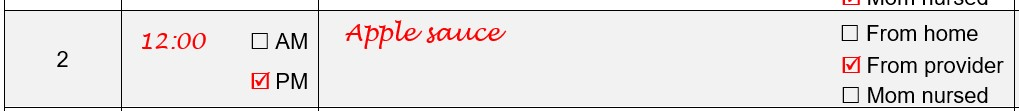 Mom nursed
2
12:00
AM
PM
Apple sauce
From home
From provider
Mom nursed